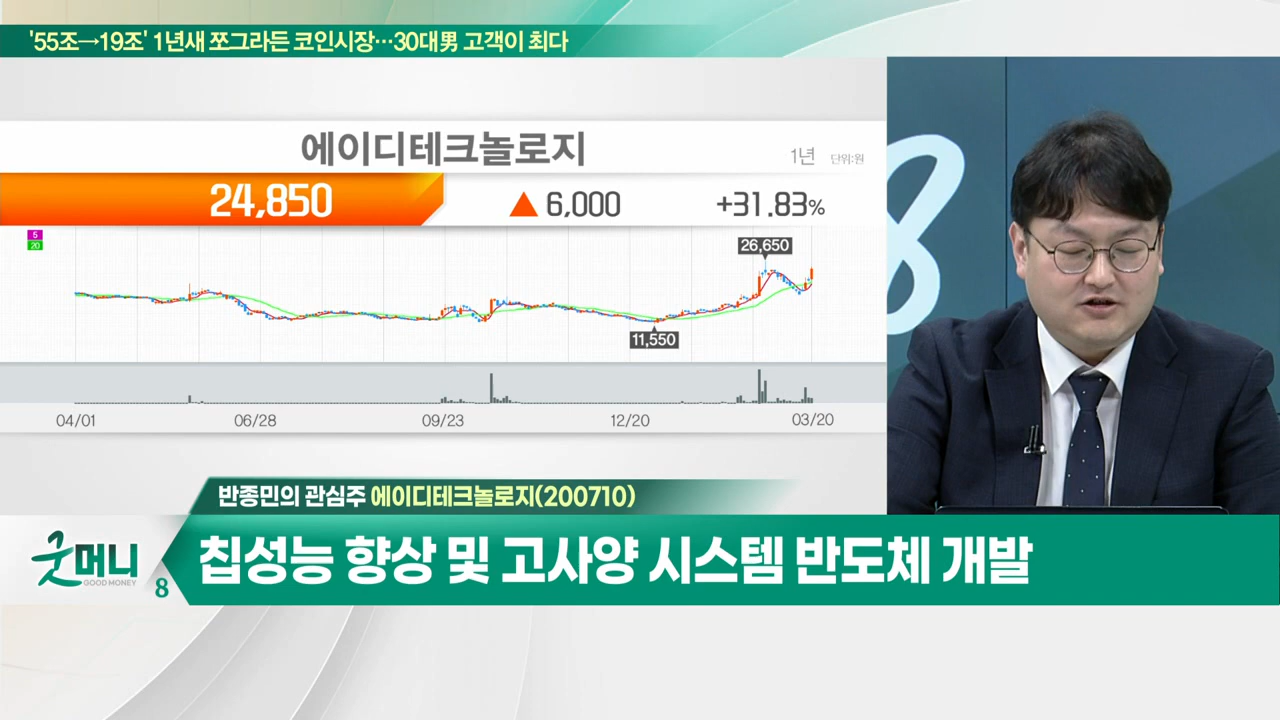 '55조→19조' 1년새 쪼그라든 코인시장…30대男 고객이 최다
에이디테크놀로지
1년 단위:원
24,850 ▲ 6,000 +31.83%
5
20
26,650
11,550
04/01 06/28 09/23 12/20 03/20
반종민의 관심주 에이디테크놀로지(200710)
굿머니
GOOD MONEY
8
칩성능 향상 및 고사양 시스템 반도체 개발
8